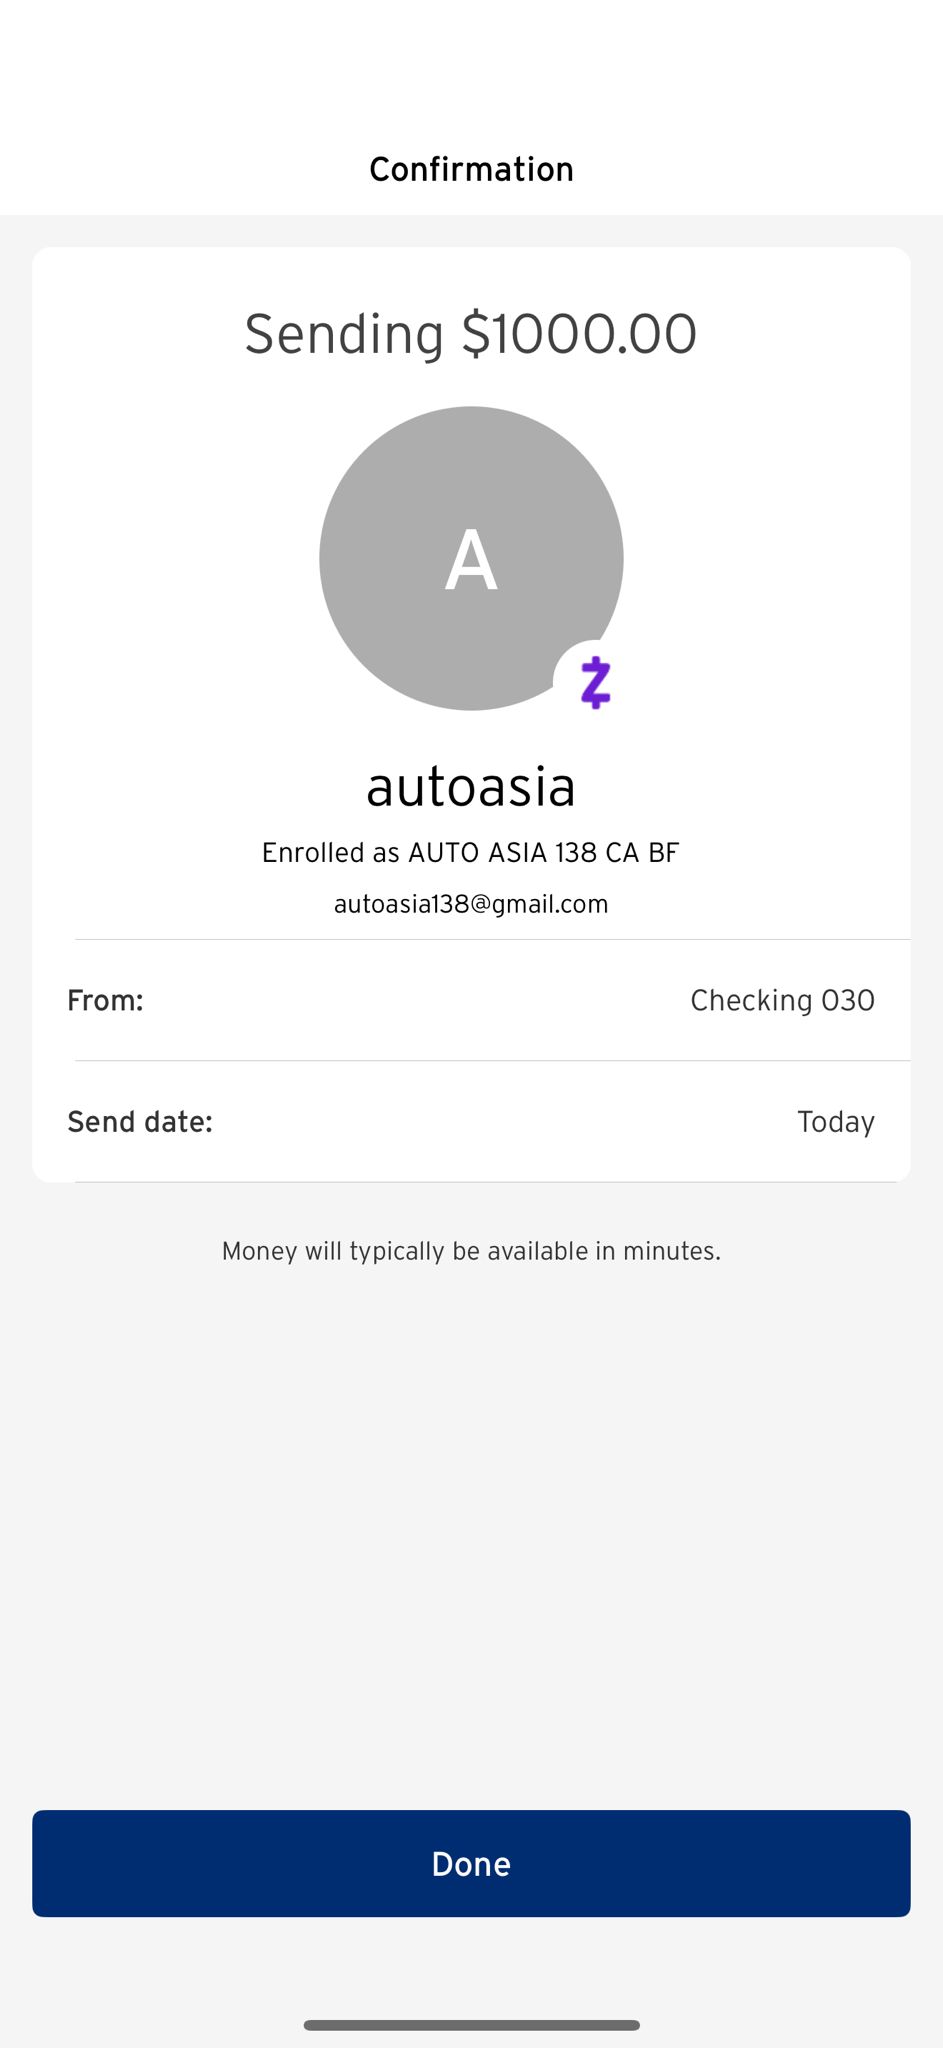 Confirmation
Sending $1000.00
A
autoasia
Enrolled as AUTO ASIA 138 CA BF
autoasia138@gmail.com
From: Checking 030
Send date: Today
Money will typically be available in minutes.
Done